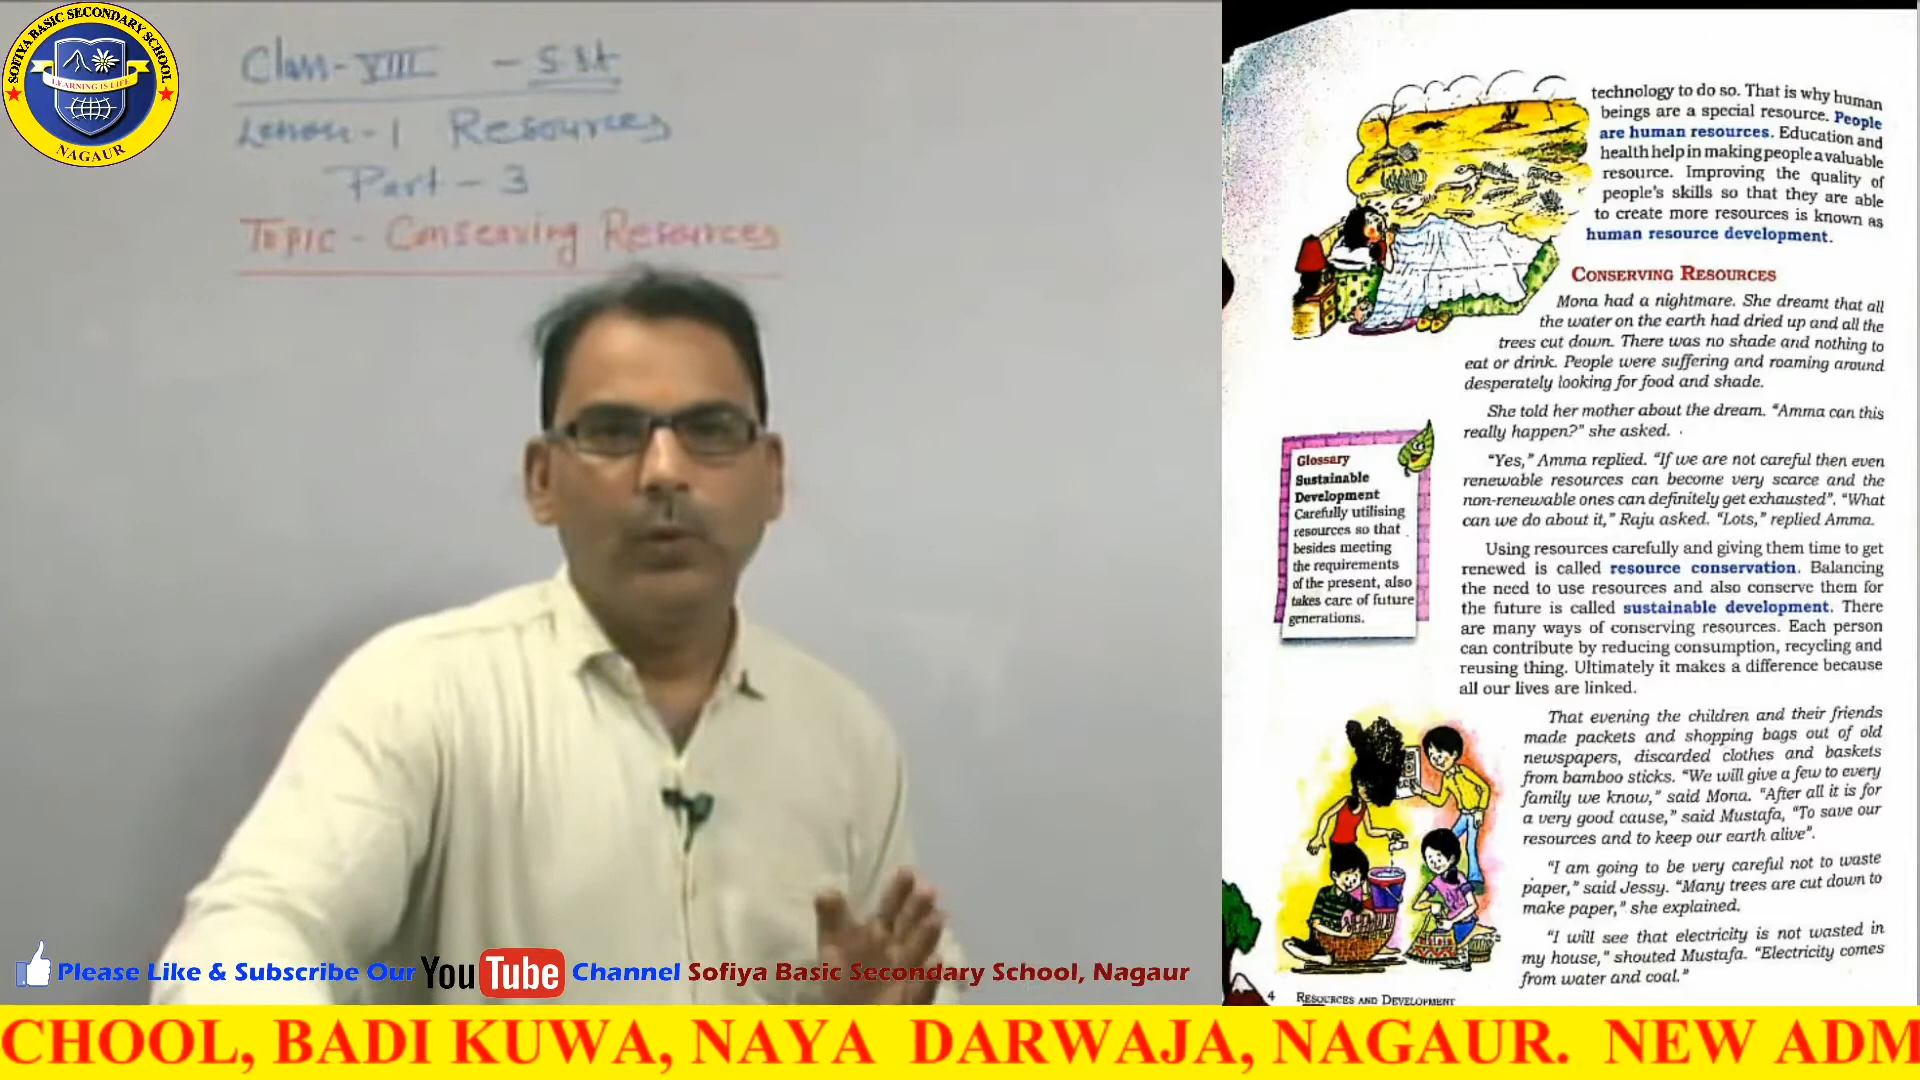 SOFIYA BASIC SECONDARY SCHOOL
LEARNING IS LIFE
NAGAUR
Class-VIII - S.St
Lesson-1 Resources
Part-3
Topic - Conserving Resources
technology to do so. That is why human
beings are a special resource. People
are human resources. Education and
health help in making people a valuable
resource. Improving the quality of
people's skills so that they are able
to create more resources is known as
human resource development.
CONSERVING RESOURCES
Mona had a nightmare. She dreamt that all
the water on the earth had dried up and all the
trees cut down. There was no shade and nothing to
eat or drink. People were suffering and roaming around
desperately looking for food and shade.
She told her mother about the dream. “Amma can this
really happen?” she asked.
“Yes,” Amma replied. “If we are not careful then even
renewable resources can become very scarce and the
non-renewable ones can definitely get exhausted”. “What
can we do about it,” Raju asked. “Lots,” replied Amma.
Using resources carefully and giving them time to get
renewed is called resource conservation. Balancing
the need to use resources and also conserve them for
the future is called sustainable development. There
are many ways of conserving resources. Each person
can contribute by reducing consumption, recycling and
reusing thing. Ultimately it makes a difference because
all our lives are linked.
That evening the children and their friends
made packets and shopping bags out of old
newspapers, discarded clothes and baskets
from bamboo sticks. “We will give a few to every
family we know,” said Mona. “After all it is for
a very good cause,” said Mustafa, “To save our
resources and to keep our earth alive”.
“I am going to be very careful not to waste
paper,” said Jessy. “Many trees are cut down to
make paper,” she explained.
“I will see that electricity is not wasted in
my house,” shouted Mustafa. “Electricity comes
from water and coal.”
Glossary
Sustainable
Development
Carefully utilising
resources so that
besides meeting
the requirements
of the present, also
takes care of future
generations.
4 RESOURCES AND DEVELOPMENT
Please Like & Subscribe Our YouTube Channel Sofiya Basic Secondary School, Nagaur
CHOOL, BADI KUWA, NAYA DARWAJA, NAGAUR. NEW ADM